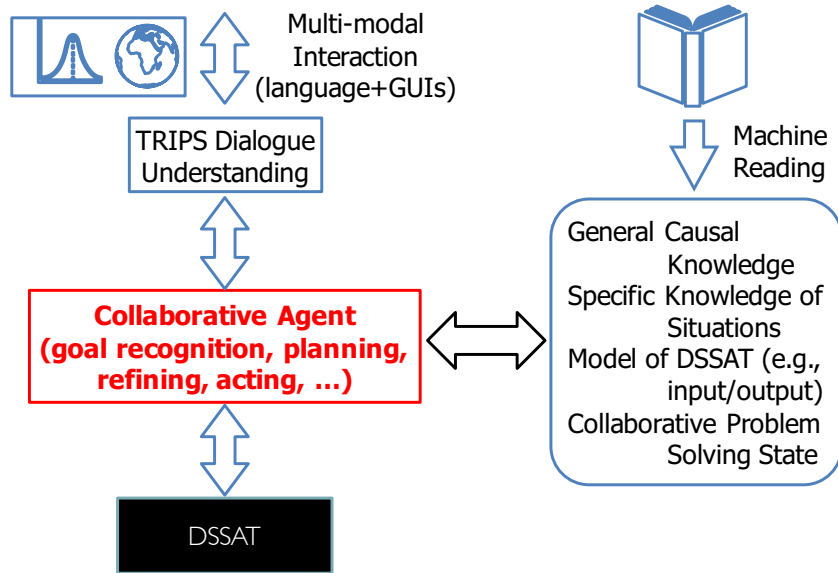 Multi-modal
Interaction
(language+GUIs)
TRIPS Dialogue
Understanding
Collaborative Agent
(goal recognition, planning,
refining, acting, ...)
DSSAT
Machine
Reading
General Causal
Knowledge
Specific Knowledge of
Situations
Model of DSSAT (e.g.,
input/output)
Collaborative Problem
Solving State